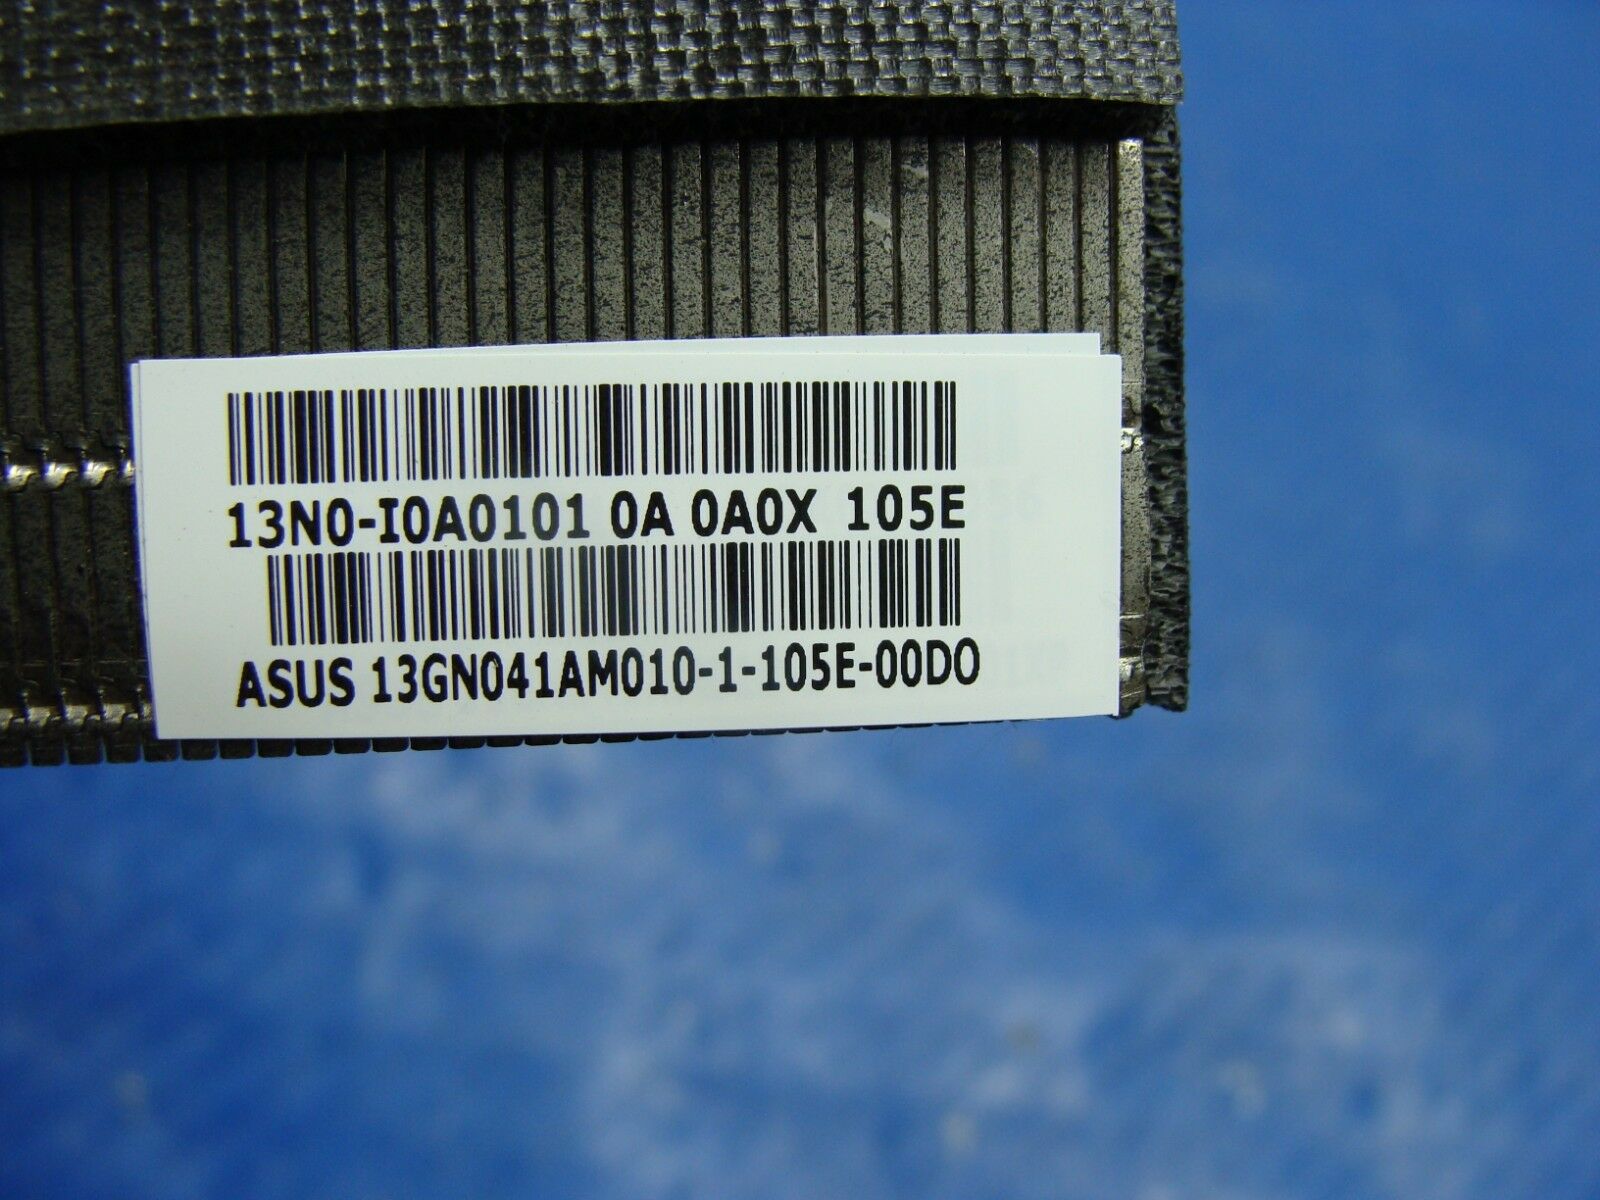 13N0-I0A0101 0A 0A0X 105E
ASUS 13GN041AM010-1-105E-00D0